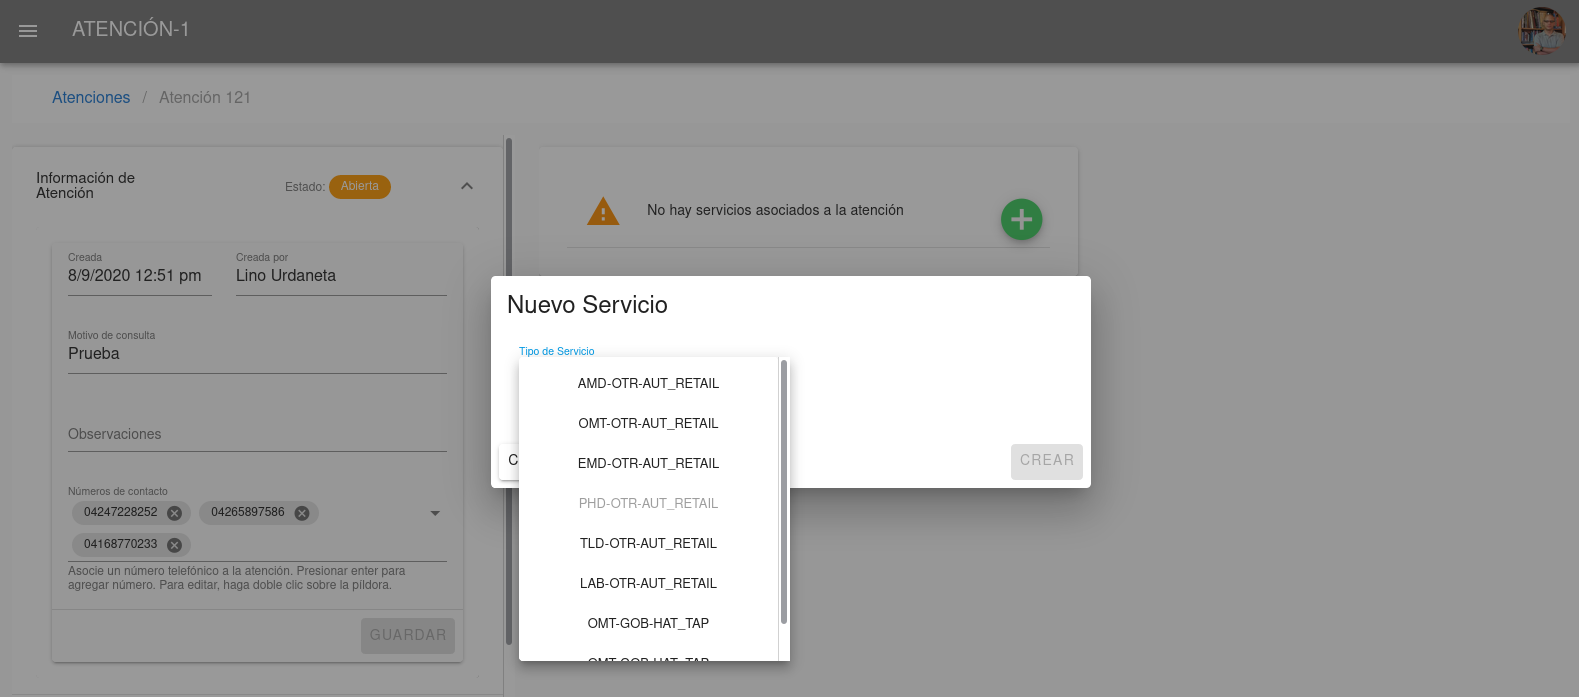 ATENCIÓN-1
Atenciones / Atención 121
Información de
Atención
Estado: Abierta
Creada
8/9/2020 12:51 pm
Creada por
Lino Urdaneta
Motivo de consulta
Prueba
Observaciones
Números de contacto
04247228252 04265897586
04168770233
Asocie un número telefónico a la atención. Presionar enter para
agregar número. Para editar, haga doble clic sobre la píldora.
GUARDAR
No hay servicios asociados a la atención
Nuevo Servicio
Tipo de Servicio
AMD-OTR-AUT_RETAIL
OMT-OTR-AUT_RETAIL
EMD-OTR-AUT_RETAIL
PHD-OTR-AUT_RETAIL
TLD-OTR-AUT_RETAIL
LAB-OTR-AUT_RETAIL
OMT-GOB-HAT_TAP
C
CREAR